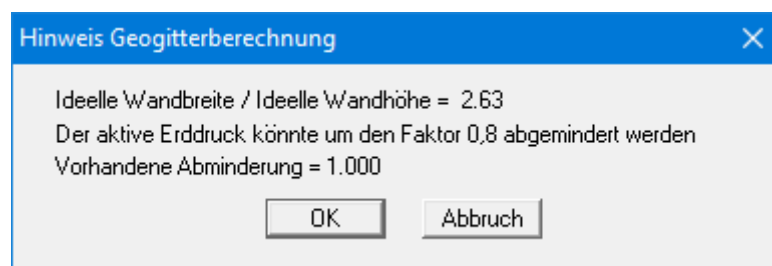 Hinweis Geogitterberechnung
Ideelle Wandbreite / Ideelle Wandhöhe = 2.63
Der aktive Erddruck könnte um den Faktor 0,8 abgemindert werden
Vorhandene Abminderung = 1.000
OK Abbruch